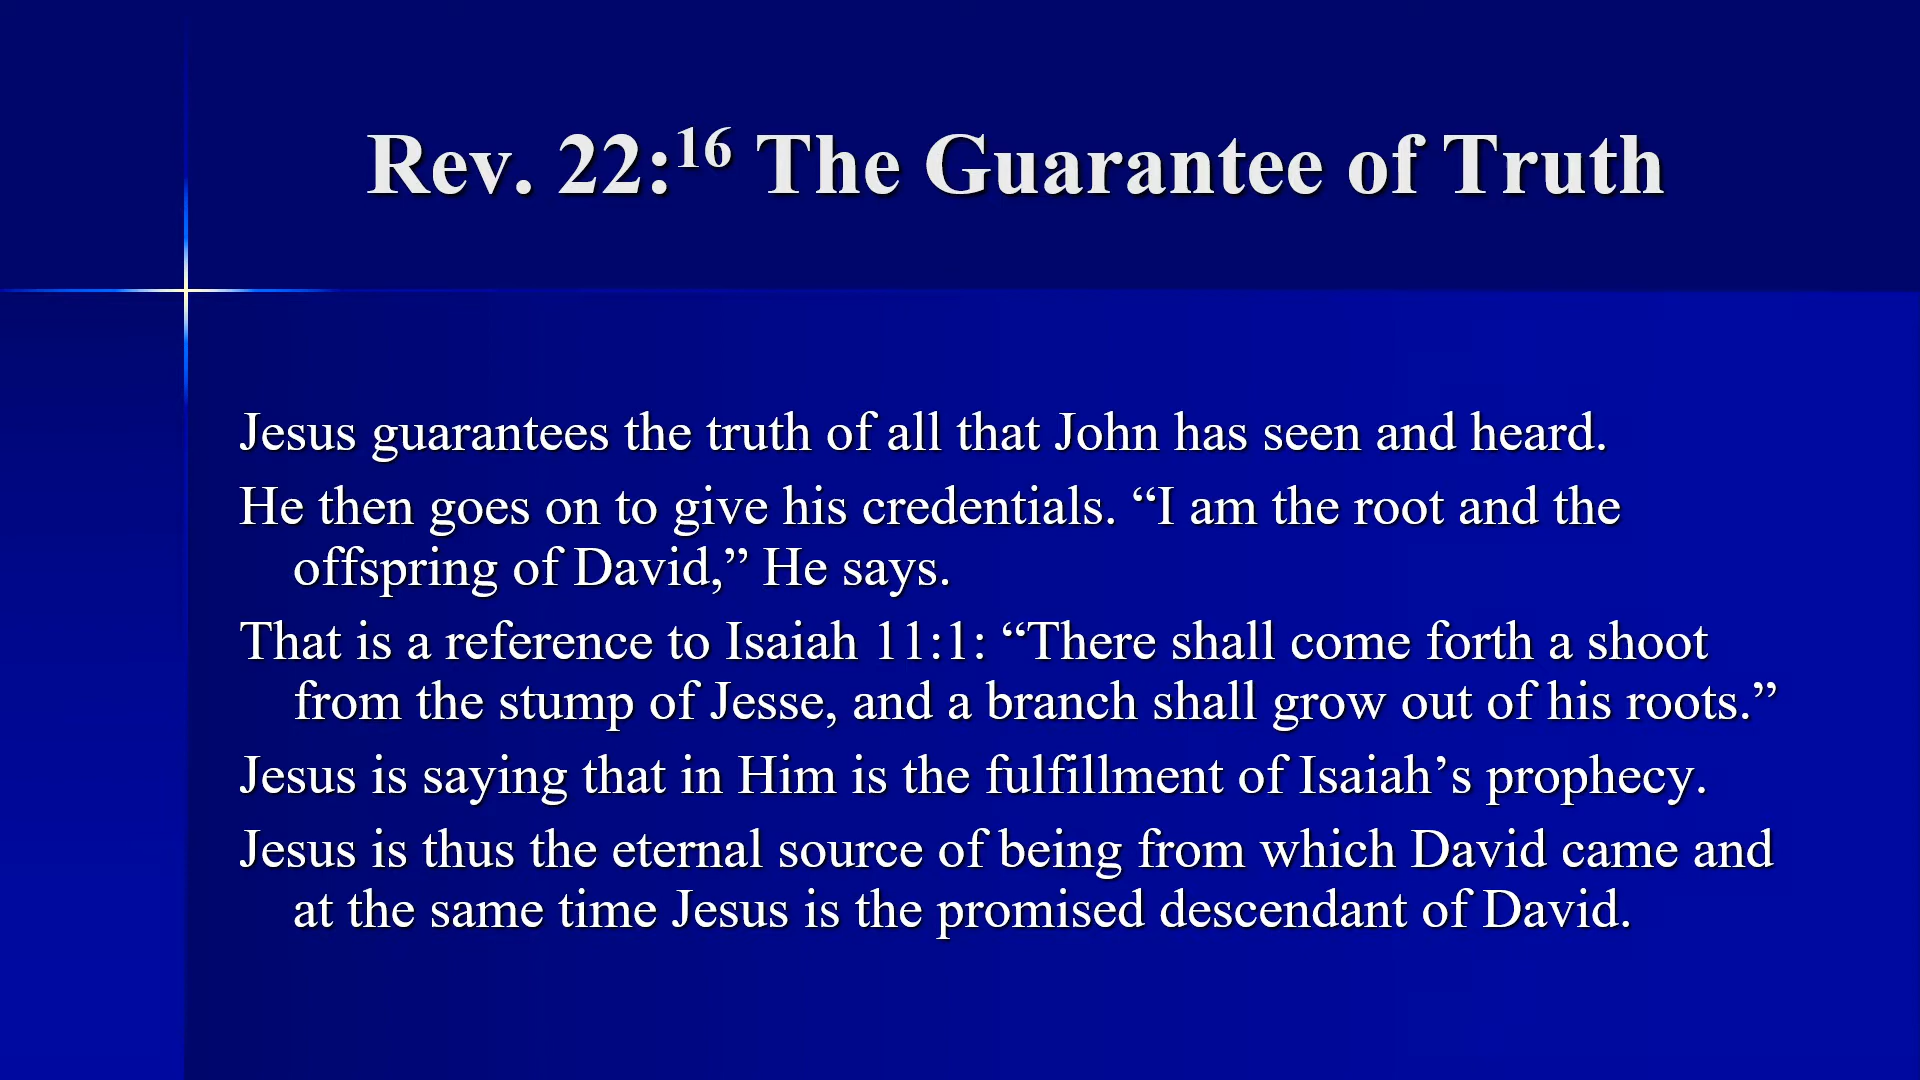 Rev. 22:16 The Guarantee of Truth
Jesus guarantees the truth of all that John has seen and heard.
He then goes on to give his credentials. “I am the root and the
offspring of David,” He says.
That is a reference to Isaiah 11:1: “There shall come forth a shoot
from the stump of Jesse, and a branch shall grow out of his roots.”
Jesus is saying that in Him is the fulfillment of Isaiah’s prophecy.
Jesus is thus the eternal source of being from which David came and
at the same time Jesus is the promised descendant of David.